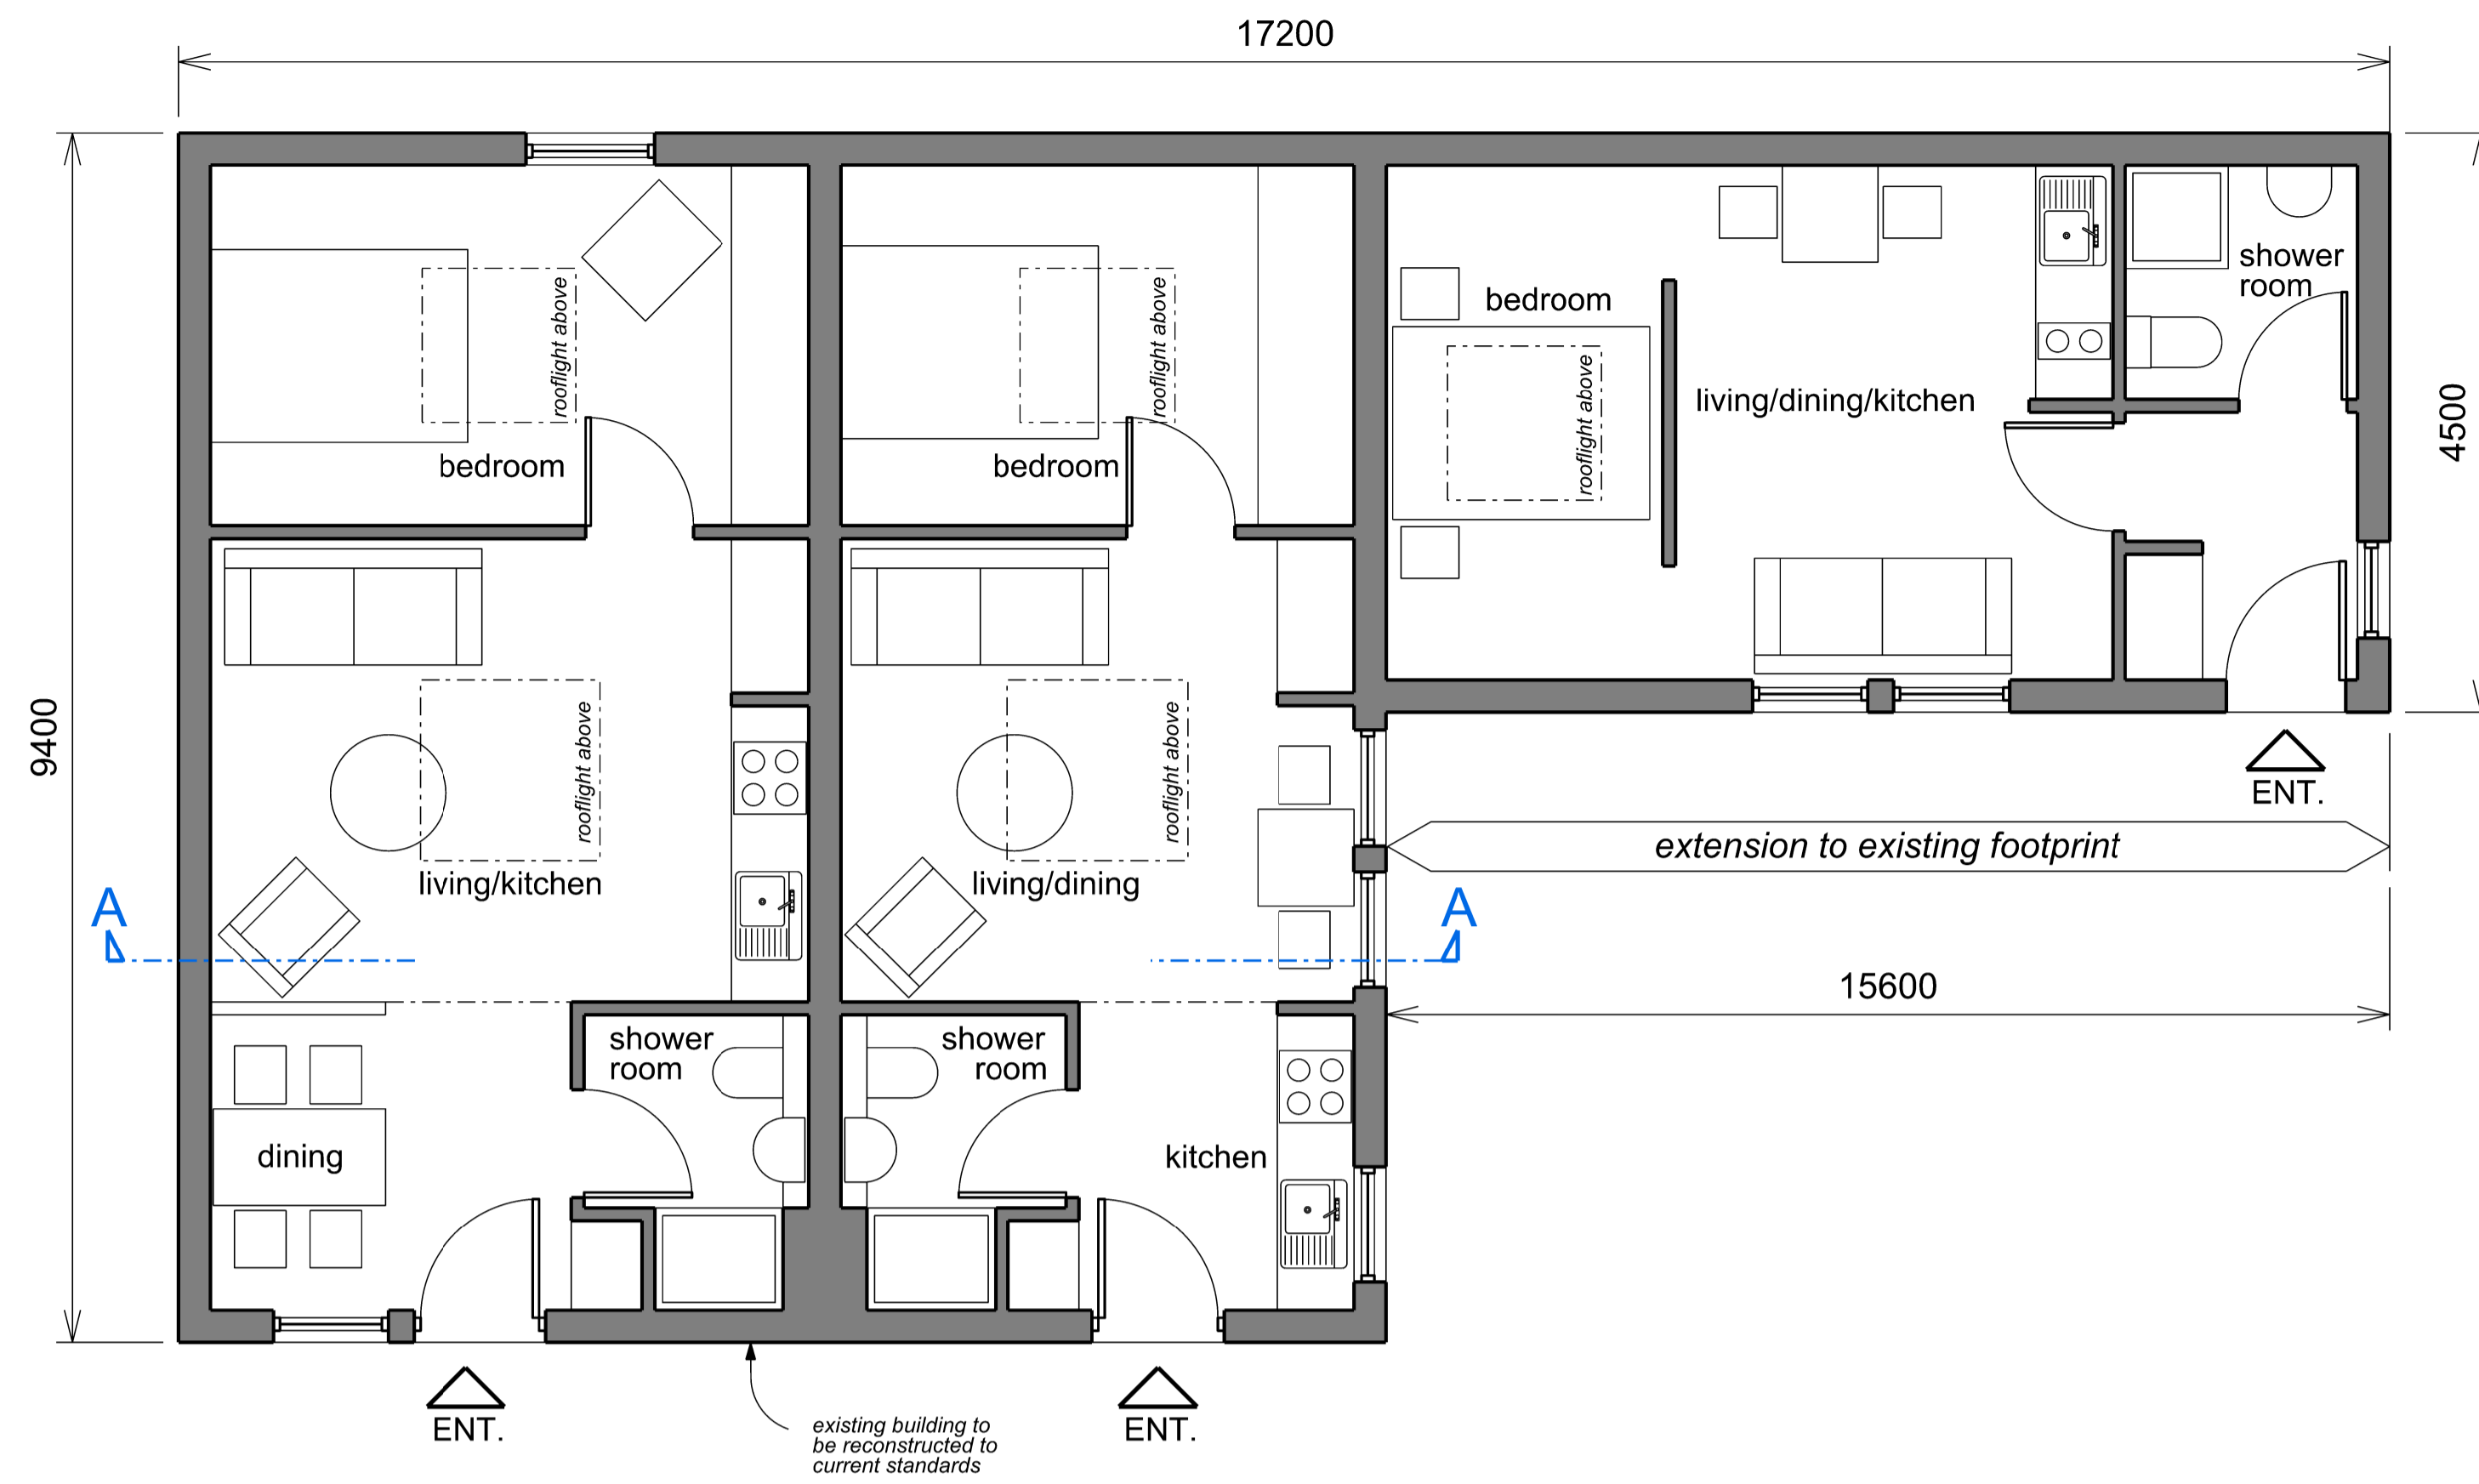 17200
shower
room
rooflight above
bedroom
rooflight above
rooflight above
living/dining/kitchen
rooflight above
4500
bedroom
bedroom
9400
rooflight above
rooflight above
ENT.
extension to existing footprint
living/kitchen
living/dining
A
A
15600
shower
room
shower
room
dining
kitchen
ENT.
ENT.
existing building to
be reconstructed to
current standards